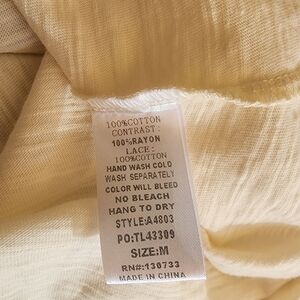 100%COTTON
CONTRAST:
100%RAYON
LACE:
100%COTTON
HAND WASH COLD
WASH SEPARATELY
COLOR WILL BLEED
NO BLEACH
HANG TO DRY
STYLE:A4803
PO:TL43309
SIZE:M
RN#:130733
MADE IN CHINA